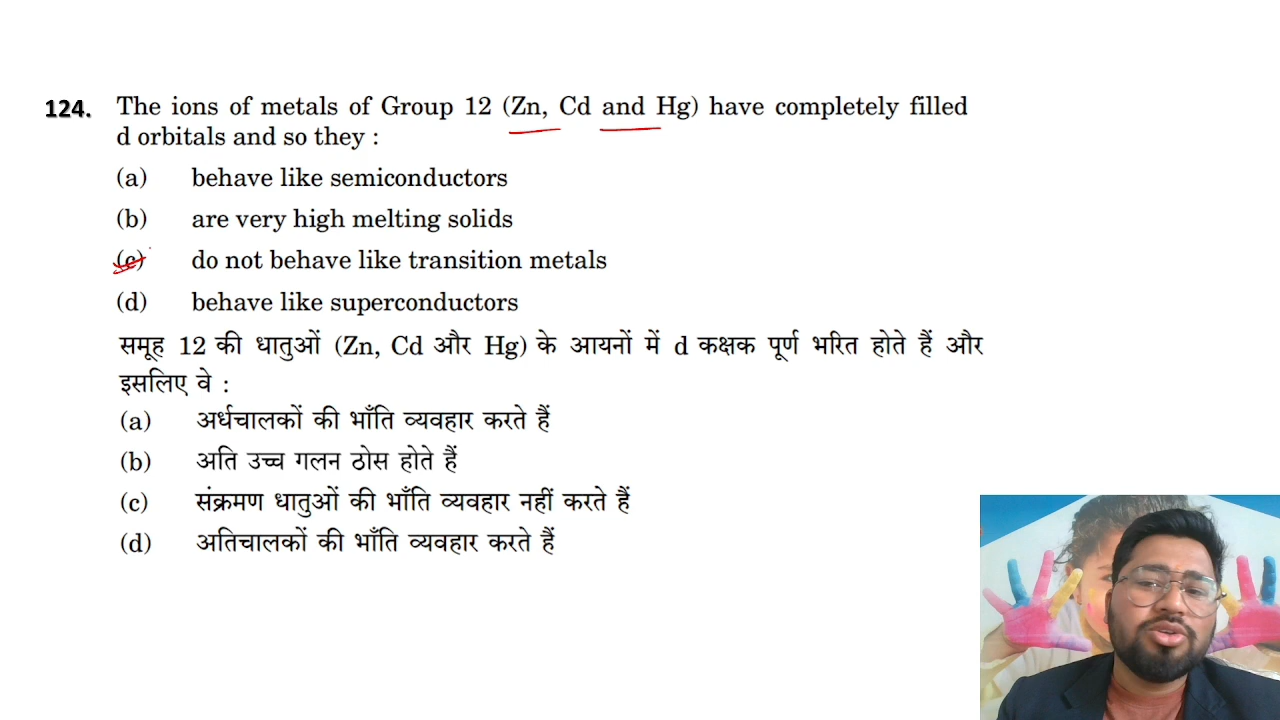 124. The ions of metals of Group 12 (Zn, Cd and Hg) have completely filled
d orbitals and so they :
(a) behave like semiconductors
(b) are very high melting solids
(c) do not behave like transition metals
(d) behave like superconductors
समूह 12 की धातुओं (Zn, Cd और Hg) के आयनों में d कक्षक पूर्ण भरित होते हैं और
इसलिए वे :
(a) अर्धचालकों की भाँति व्यवहार करते हैं
(b) अति उच्च गलन ठोस होते हैं
(c) संक्रमण धातुओं की भाँति व्यवहार नहीं करते हैं
(d) अतिचालकों की भाँति व्यवहार करते हैं